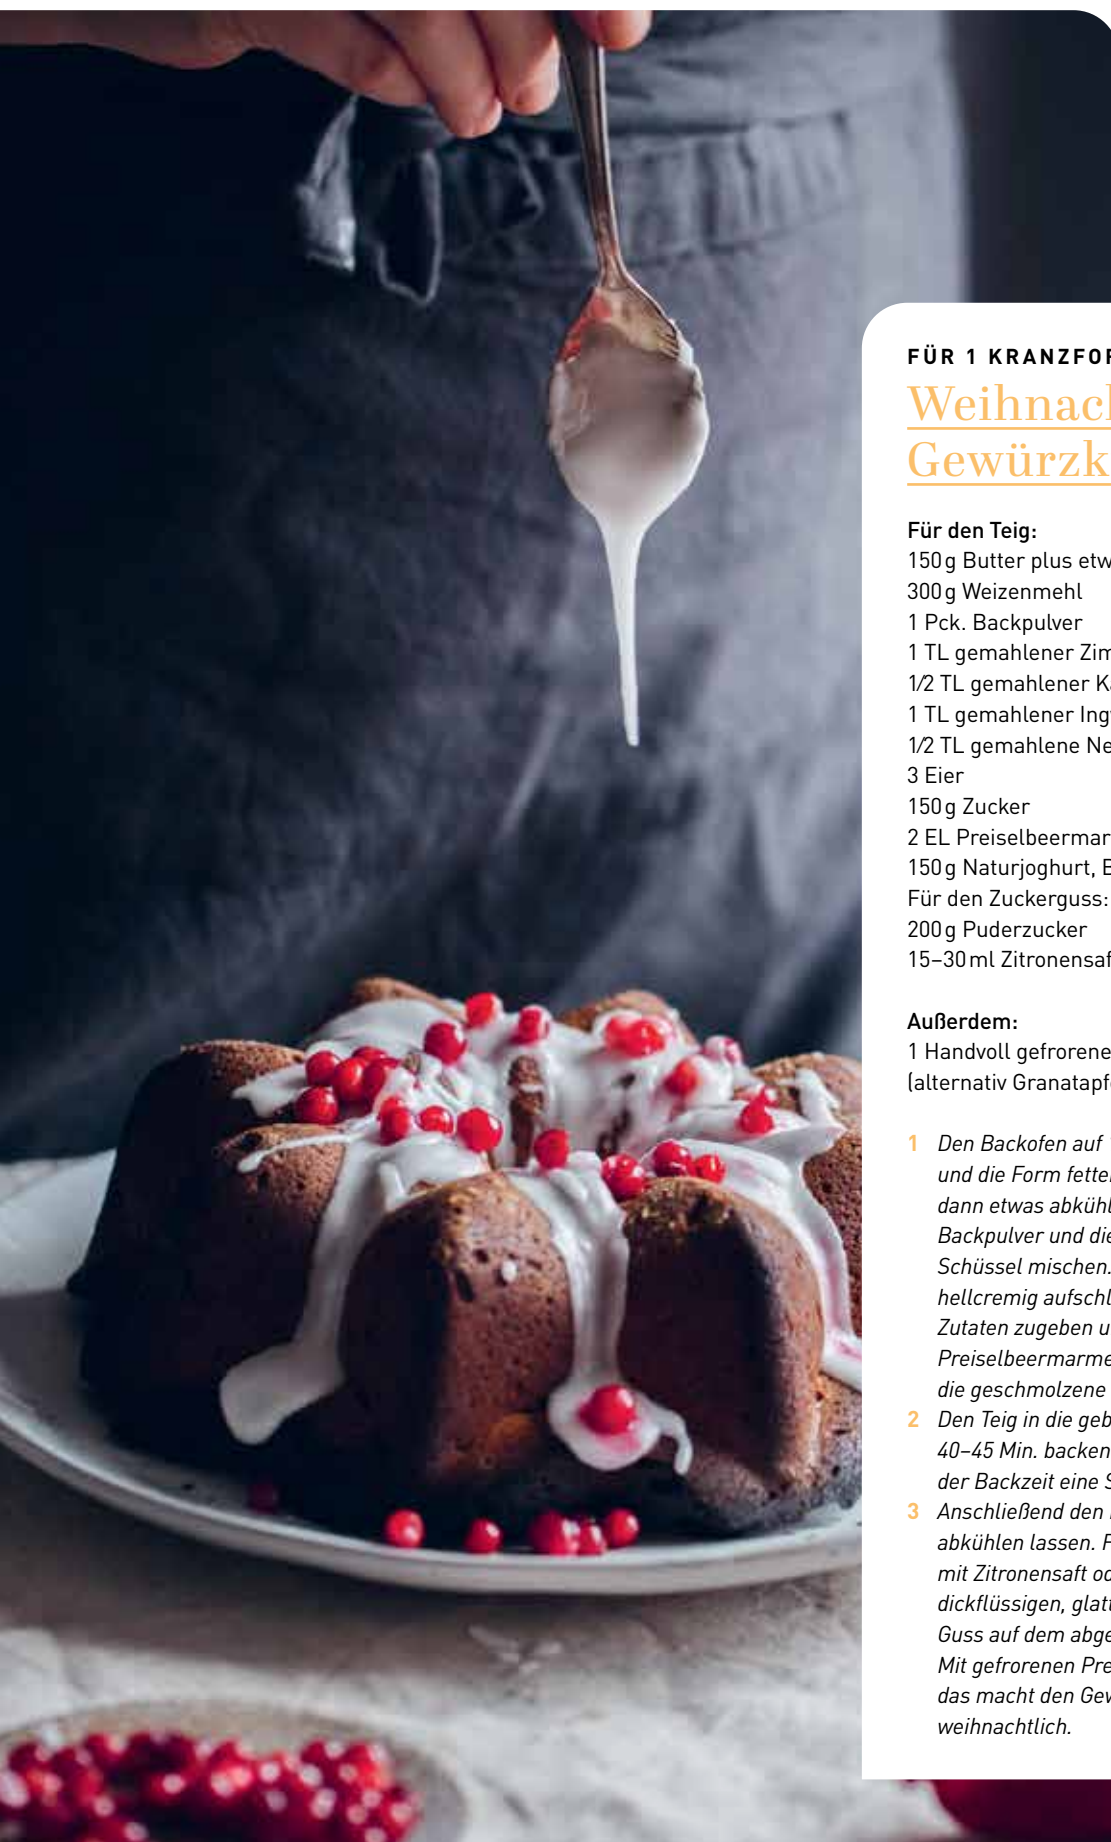 FÜR 1 KRANZFOR
Weihnach
Gewürzk
Für den Teig:
150 g Butter plus etw
300 g Weizenmehl
1 Pck. Backpulver
1 TL gemahlener Zim
1/2 TL gemahlener Ka
1 TL gemahlener Ing
1/2 TL gemahlene Ne
3 Eier
150 g Zucker
2 EL Preiselbeermar
150 g Naturjoghurt, B
Für den Zuckerguss:
200 g Puderzucker
15–30 ml Zitronensaf
Außerdem:
1 Handvoll gefrorene
(alternativ Granatapf
1 Den Backofen auf
und die Form fette
dann etwas abkühl
Backpulver und die
Schüssel mischen.
hellcremig aufschl
Zutaten zugeben u
Preiselbeermarme
die geschmolzene
2 Den Teig in die geb
40–45 Min. backen
der Backzeit eine S
3 Anschließend den
abkühlen lassen. F
mit Zitronensaft od
dickflüssigen, glatt
Guss auf dem abge
Mit gefrorenen Pre
das macht den Gew
weihnachtlich.